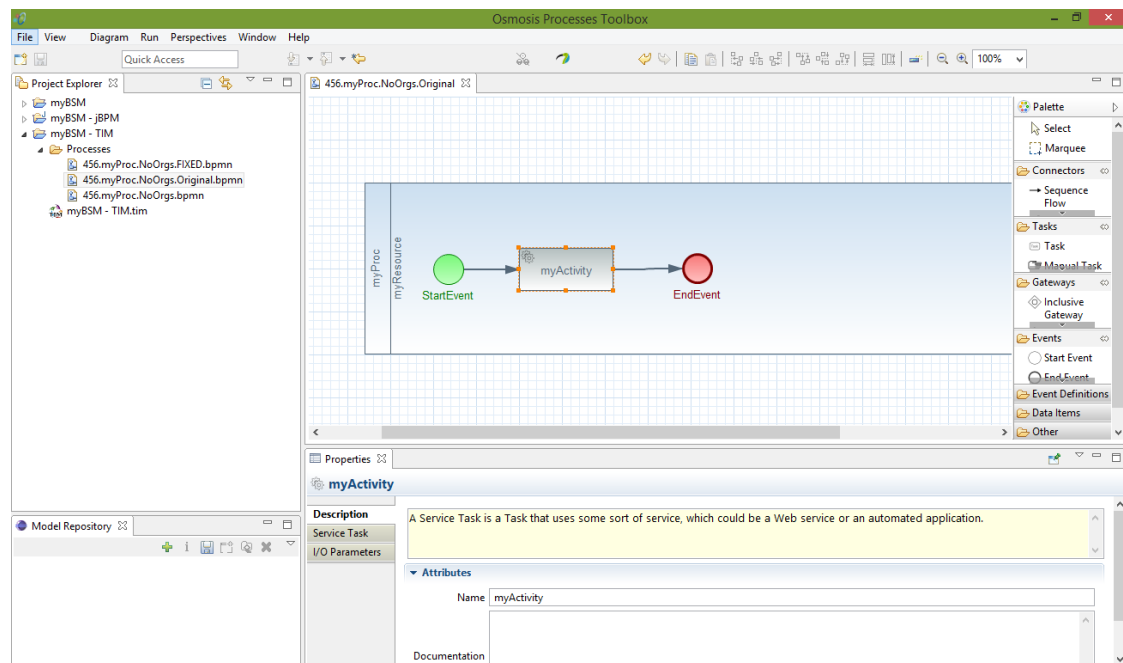 Osmosis Processes Toolbox
File View Diagram Run Perspectives Window Help
Quick Access
100%
Project Explorer
myBSM
myBSM - jBPM
myBSM - TIM
Processes
456.myProc.NoOrgs.FIXED.bpmn
456.myProc.NoOrgs.Original.bpmn
456.myProc.NoOrgs.bpmn
myBSM - TIM.tim
Model Repository
456.myProc.NoOrgs.Original
myProc
myResource
StartEvent
myActivity
EndEvent
Palette
Select
Marquee
Connectors
Sequence
Flow
Tasks
Task
Manual Task
Gateways
Inclusive
Gateway
Events
Start Event
End Event
Event Definitions
Data Items
Other
Properties
myActivity
Description
Service Task
I/O Parameters
A Service Task is a Task that uses some sort of service, which could be a Web service or an automated application.
Attributes
Name myActivity
Documentation